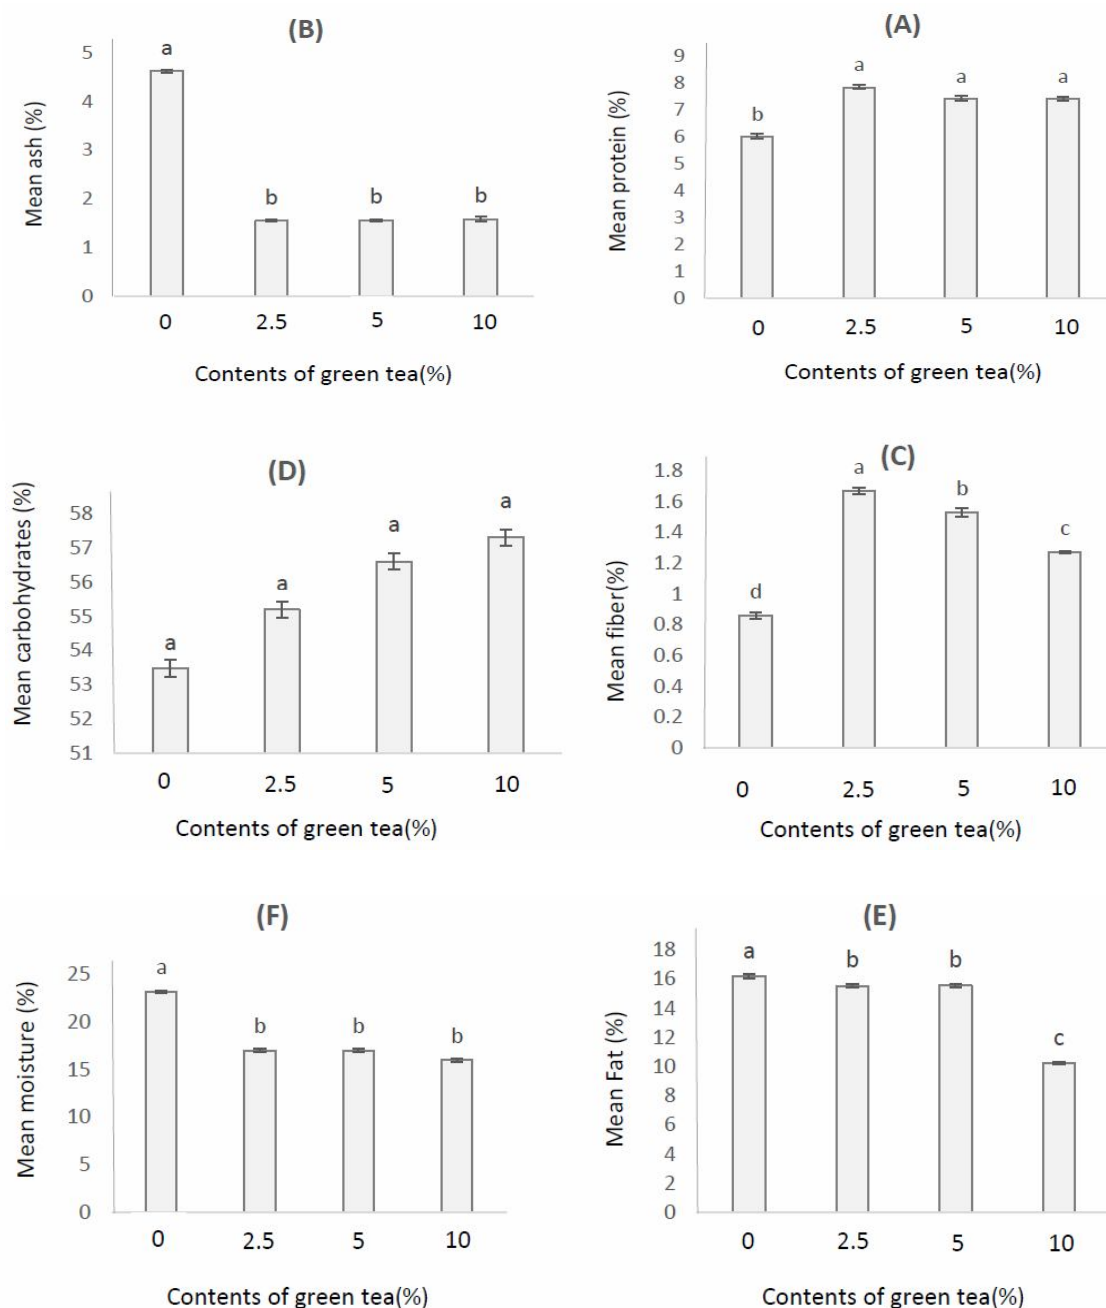 (B)
5
4
3
2
1
0
a
b
b
b
Mean ash (%)
0 2.5 5 10
Contents of green tea(%)
(A)
9
8
7
6
5
4
3
2
1
0
b
a
a
a
Mean protein (%)
0 2.5 5 10
Contents of green tea(%)
(D)
58
57
56
55
54
53
52
51
a
a
a
a
Mean carbohydrates (%)
0 2.5 5 10
Contents of green tea(%)
(C)
1.8
1.6
1.4
1.2
1
0.8
0.6
0.4
0.2
0
d
a
b
c
Mean fiber(%)
0 2.5 5 10
Contents of green tea(%)
(F)
25
20
15
10
5
0
a
b
b
b
Mean moisture (%)
0 2.5 5 10
Contents of green tea(%)
(E)
18
16
14
12
10
8
6
4
2
0
a
b
b
c
Mean Fat (%)
0 2.5 5 10
Contents of green tea(%)